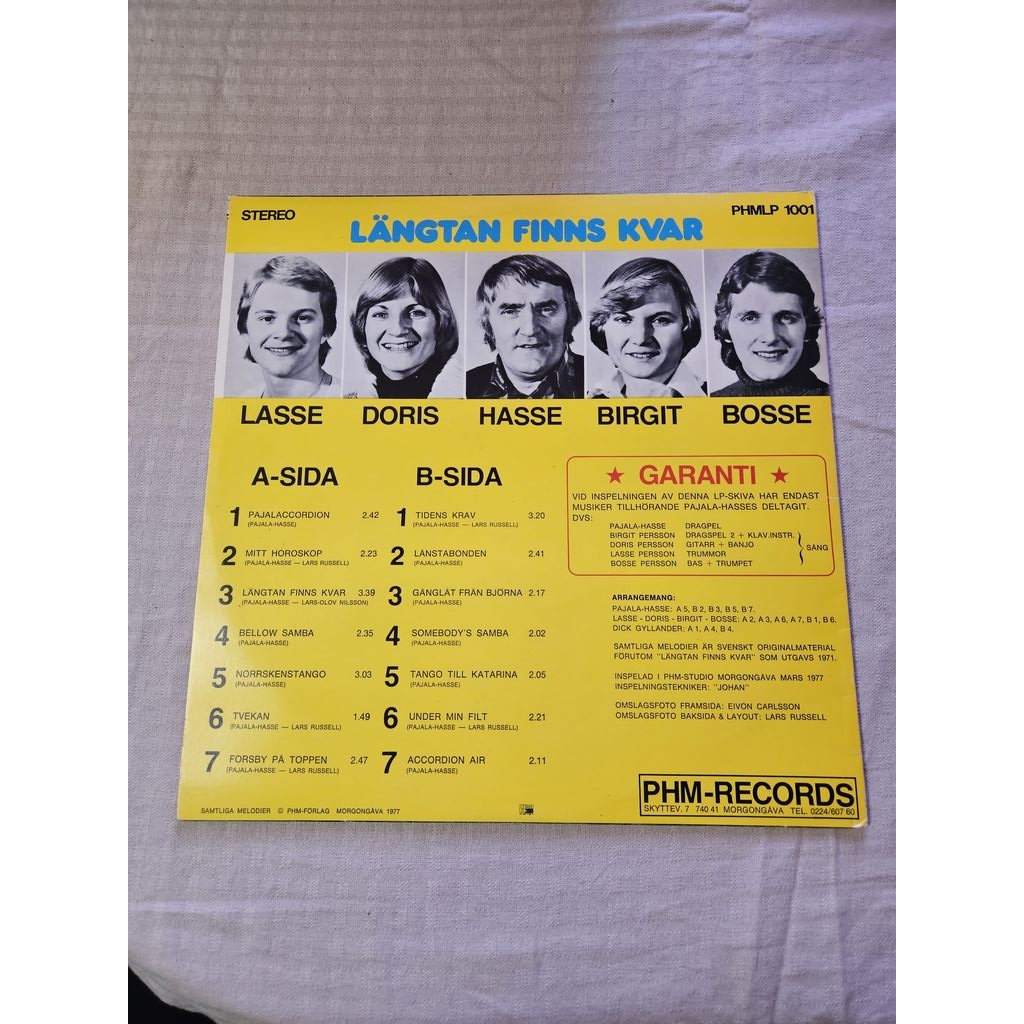 STEREO
PHMLP 1001
LÄNGTAN FINNS KVAR
LASSE DORIS HASSE BIRGIT BOSSE
A-SIDA
1 PAJALACCORDION 2.42
(PAJALA-HASSE)
2 MITT HOROSKOP 2.23
(PAJALA-HASSE — LARS RUSSELL)
3 LÄNGTAN FINNS KVAR 3.39
(PAJALA-HASSE — LARS-OLOV NILSSON)
4 BELLOW SAMBA 2.35
(PAJALA-HASSE)
5 NORRSKENSTANGO 3.03
(PAJALA-HASSE)
6 TVEKAN 1.49
(PAJALA-HASSE — LARS RUSSELL)
7 FORSBY PÅ TOPPEN 2.47
(PAJALA-HASSE — LARS RUSSELL)
B-SIDA
1 TIDENS KRAV 3.20
(PAJALA-HASSE — LARS RUSSELL)
2 LÄNSTABONDEN 2.41
(PAJALA-HASSE)
3 GÅNGLÅT FRÅN BJÖRNA 2.17
(PAJALA-HASSE)
4 SOMEBODY'S SAMBA 2.02
(PAJALA-HASSE)
5 TANGO TILL KATARINA 2.05
(PAJALA-HASSE)
6 UNDER MIN FILT 2.21
(PAJALA-HASSE — LARS RUSSELL)
7 ACCORDION AIR 2.11
(PAJALA-HASSE)
★ GARANTI ★
VID INSPELNINGEN AV DENNA LP-SKIVA HAR ENDAST
MUSIKER TILLHÖRANDE PAJALA-HASSES DELTAGIT.
DVS:
PAJALA-HASSE DRAGPEL
BIRGIT PERSSON DRAGSPEL 2 + KLAV.INSTR.
DORIS PERSSON GITARR + BANJO
LASSE PERSSON TRUMMOR
BOSSE PERSSON BAS + TRUMPET
SÅNG
ARRANGEMANG:
PAJALA-HASSE: A 5, B 2, B 3, B 5, B 7.
LASSE - DORIS - BIRGIT - BOSSE: A 2, A 3, A 6, A 7, B 1, B 6.
DICK GYLLANDER: A 1, A 4, B 4.
SAMTLIGA MELODIER ÄR SVENSKT ORIGINALMATERIAL
FÖRUTOM "LÄNGTAN FINNS KVAR" SOM UTGAVS 1971.
INSPELAD I PHM-STUDIO MORGONGÅVA MARS 1977
INSPELNINGSTEKNIKER: "JOHAN"
OMSLAGSFOTO FRAMSIDA: EIVON CARLSSON
OMSLAGSFOTO BAKSIDA & LAYOUT: LARS RUSSELL
PHM-RECORDS
SKYTTEV. 7 740 41 MORGONGÅVA TEL. 0224/607 60
SAMTLIGA MELODIER © PHM-FÖRLAG MORGONGÅVA 1977